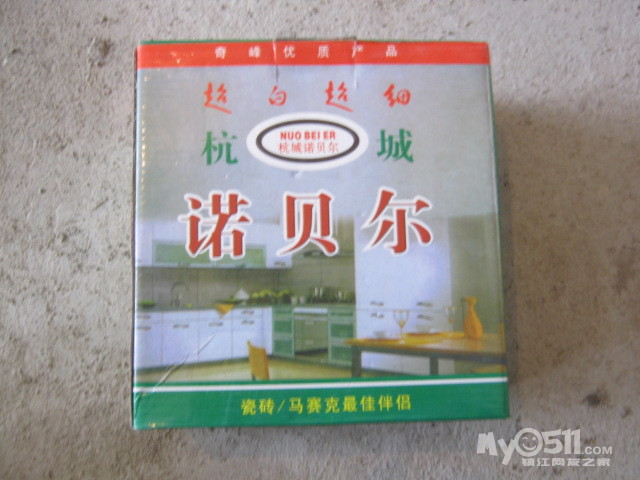 奇峰优质产品
超白超细
杭 NUO BEI ER 城
杭城诺贝尔
诺贝尔
瓷砖/马赛克最佳伴侣
My0511.com
镇江网友之家